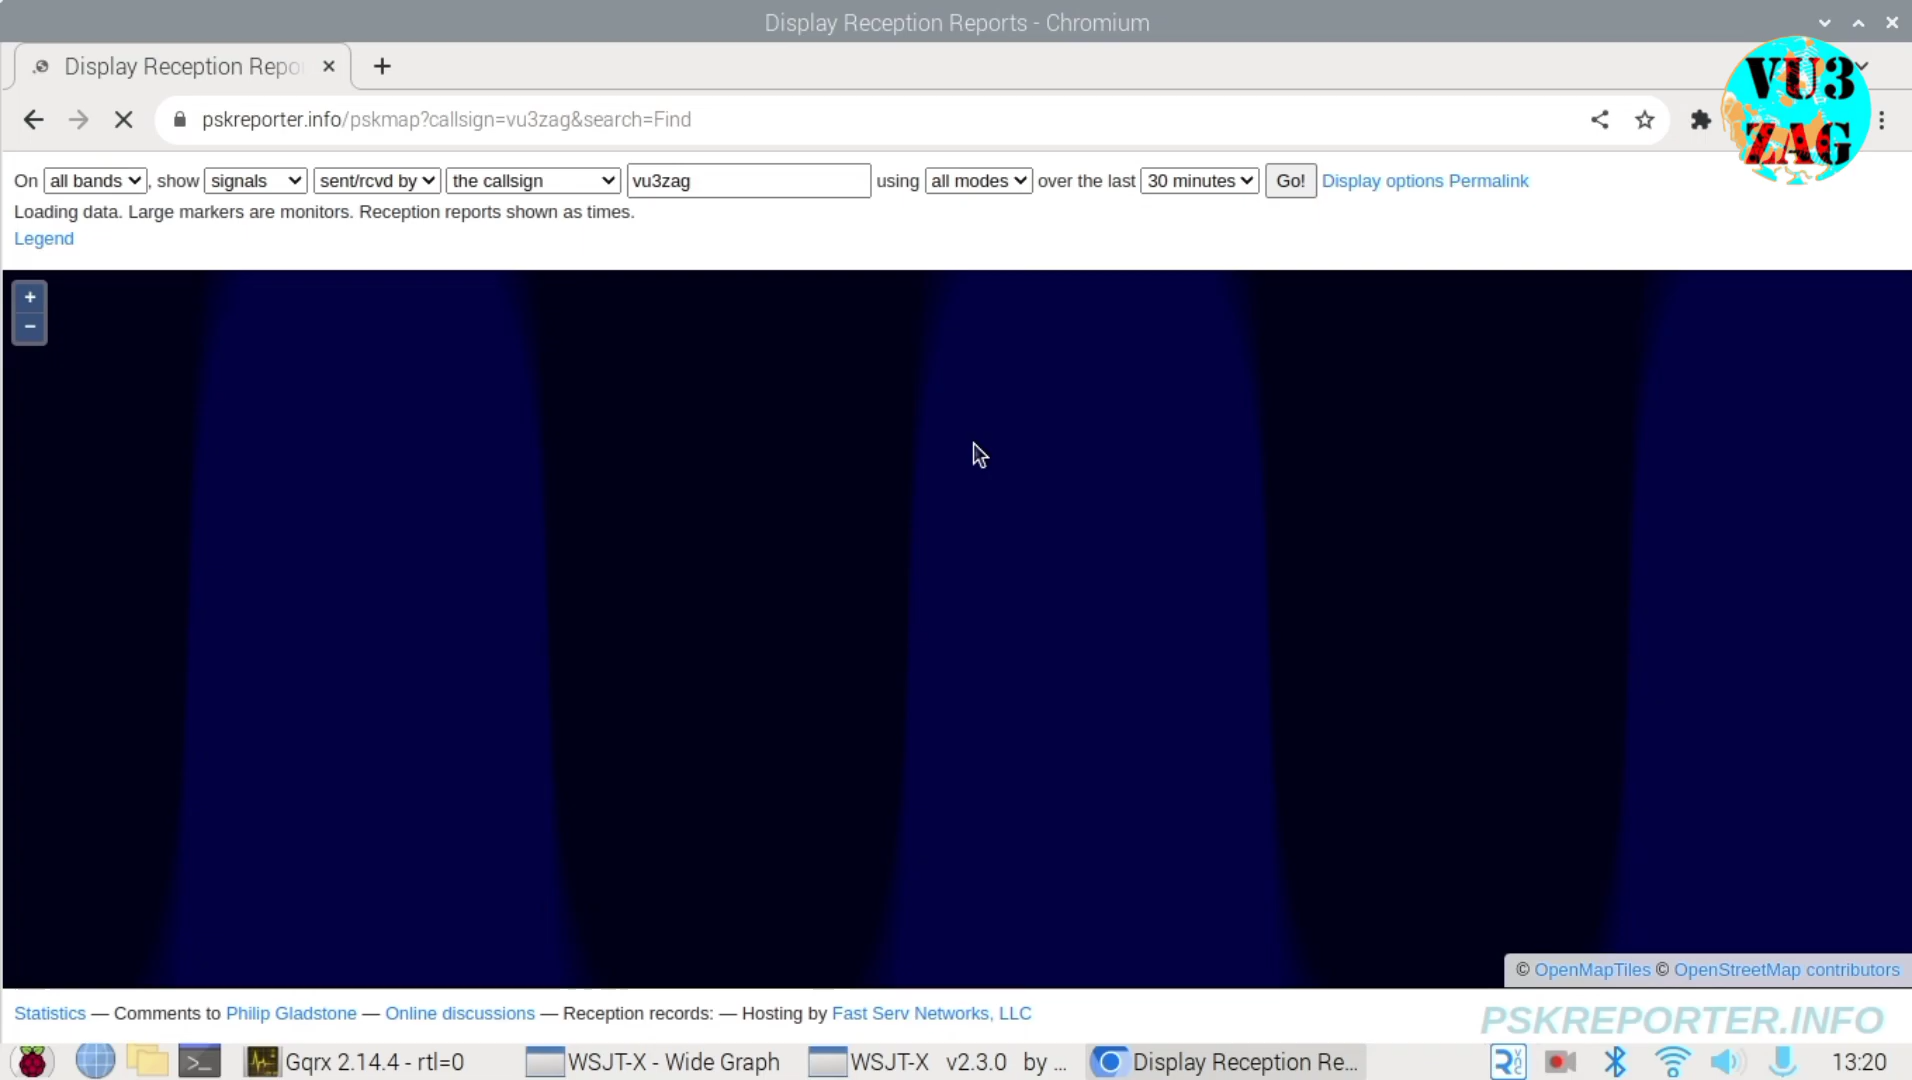 Display Reception Reports - Chromium
Display Reception Repo
pskreporter.info/pskmap?callsign=vu3zag&search=Find
VU3
ZAG
On all bands, show signals sent/rcvd by the callsign vu3zag using all modes over the last 30 minutes Go! Display options Permalink
Loading data. Large markers are monitors. Reception reports shown as times.
Legend
+
−
© OpenMapTiles © OpenStreetMap contributors
Statistics — Comments to Philip Gladstone — Online discussions — Reception records: — Hosting by Fast Serv Networks, LLC
PSKREPORTER.INFO
Gqrx 2.14.4 - rtl=0
WSJT-X - Wide Graph
WSJT-X v2.3.0 by ...
Display Reception Re...
13:20